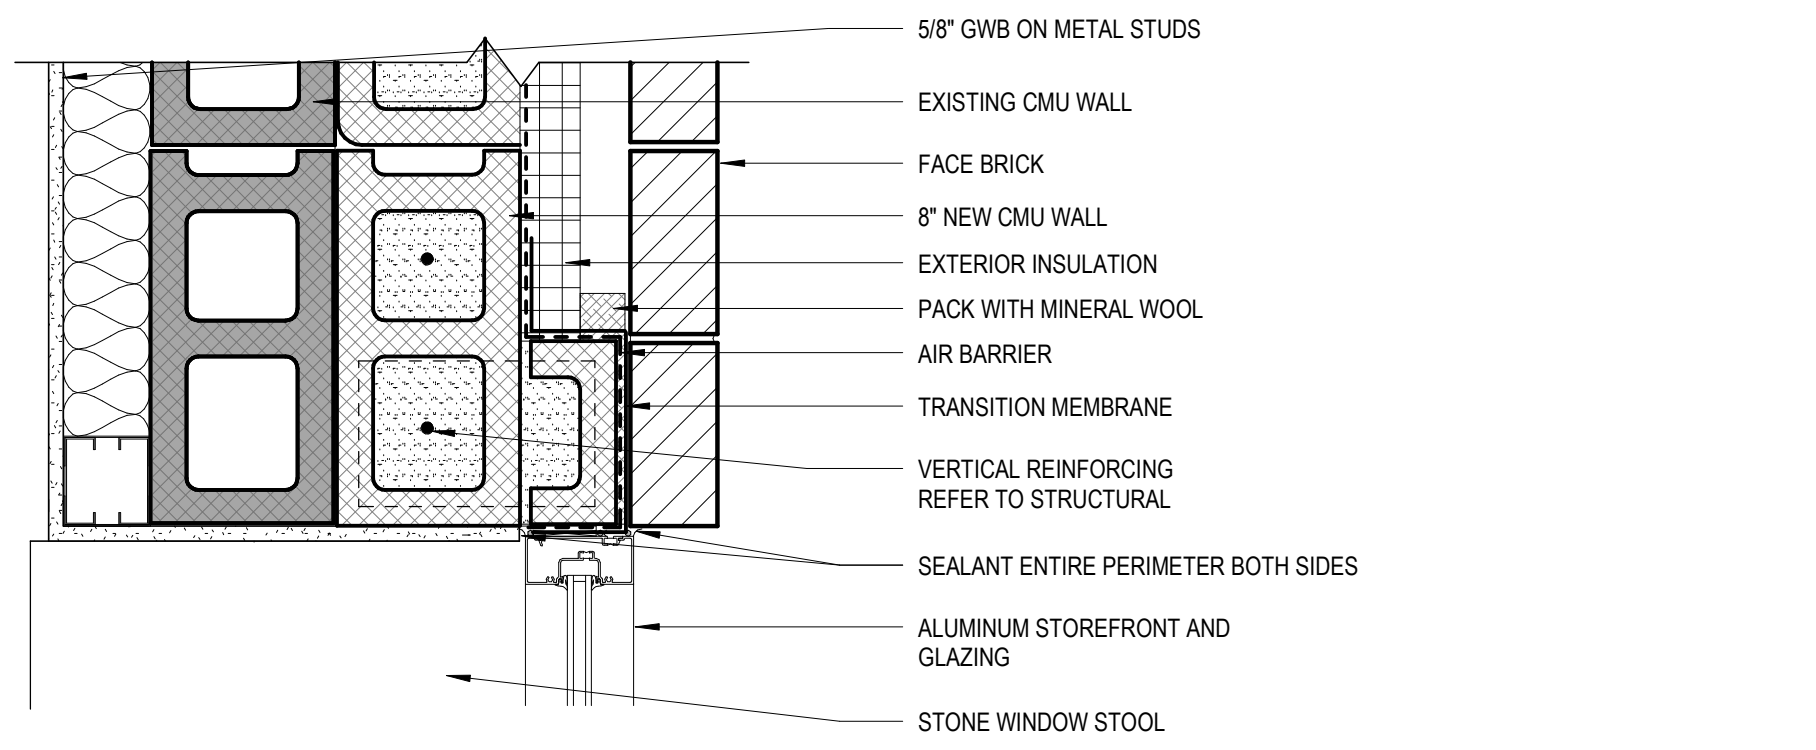 5/8" GWB ON METAL STUDS
EXISTING CMU WALL
FACE BRICK
8" NEW CMU WALL
EXTERIOR INSULATION
PACK WITH MINERAL WOOL
AIR BARRIER
TRANSITION MEMBRANE
VERTICAL REINFORCING
REFER TO STRUCTURAL
SEALANT ENTIRE PERIMETER BOTH SIDES
ALUMINUM STOREFRONT AND
GLAZING
STONE WINDOW STOOL